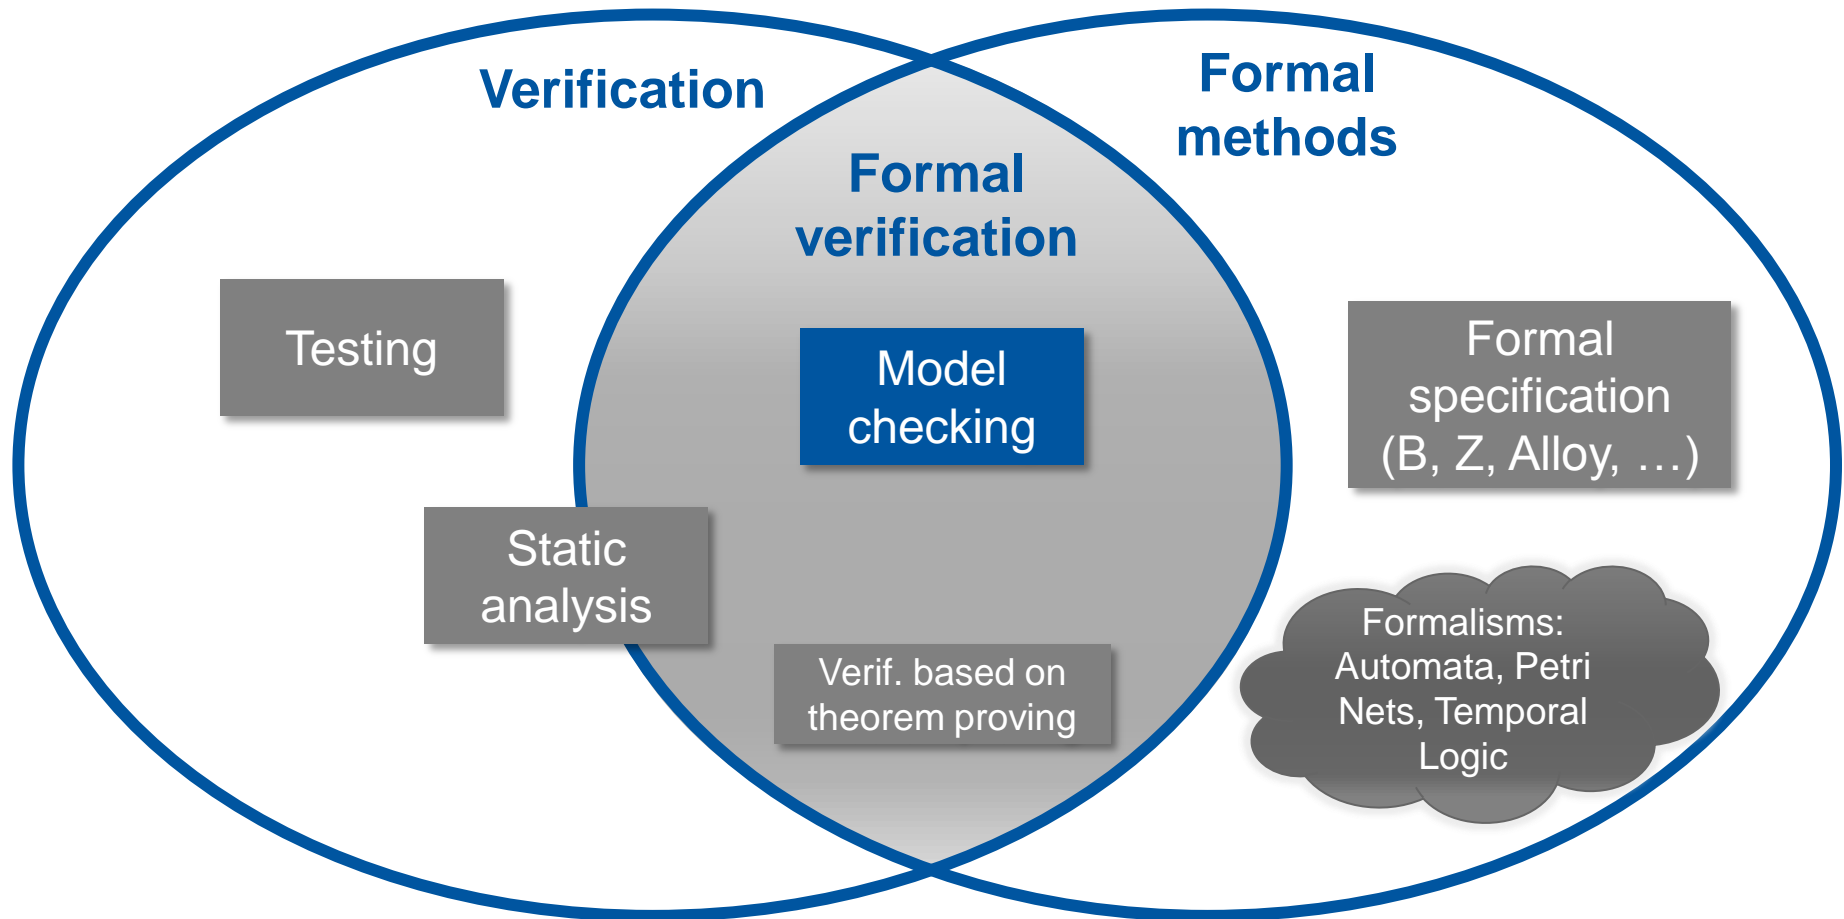 Verification
Formal
methods
Formal
verification
Testing
Model
checking
Formal
specification
(B, Z, Alloy, …)
Static
analysis
Verif. based on
theorem proving
Formalisms:
Automata, Petri
Nets, Temporal
Logic